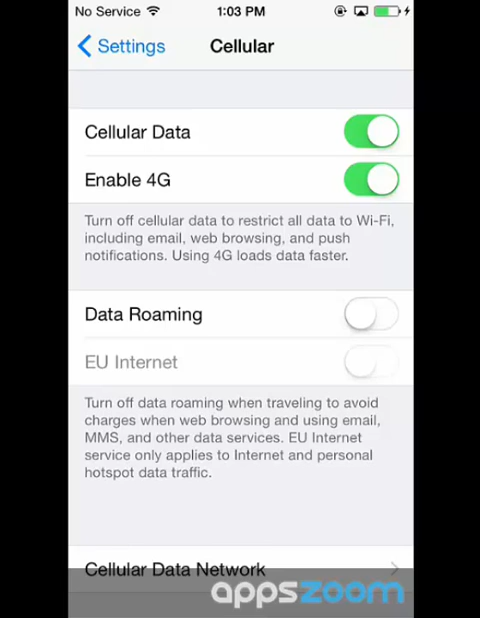 No Service 1:03 PM
Settings Cellular
Cellular Data
Enable 4G
Turn off cellular data to restrict all data to Wi-Fi,
including email, web browsing, and push
notifications. Using 4G loads data faster.
Data Roaming
EU Internet
Turn off data roaming when traveling to avoid
charges when web browsing and using email,
MMS, and other data services. EU Internet
service only applies to Internet and personal
hotspot data traffic.
Cellular Data Network
appszoom